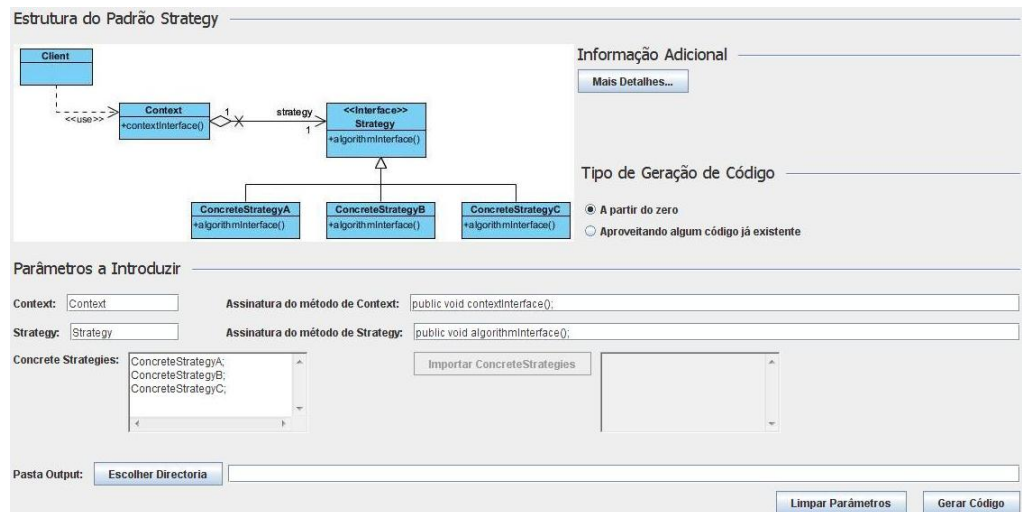 Estrutura do Padrão Strategy
Client
<<use>>
Context
+contextInterface()
1
strategy
1
<<Interface>>
Strategy
+algorithmInterface()
ConcreteStrategyA
+algorithmInterface()
ConcreteStrategyB
+algorithmInterface()
ConcreteStrategyC
+algorithmInterface()
Informação Adicional
Mais Detalhes...
Tipo de Geração de Código
A partir do zero
Aproveitando algum código já existente
Parâmetros a Introduzir
Context: Context Assinatura do método de Context: public void contextInterface();
Strategy: Strategy Assinatura do método de Strategy: public void algorithmInterface();
Concrete Strategies: ConcreteStrategyA;
ConcreteStrategyB;
ConcreteStrategyC;
Importar ConcreteStrategies
Pasta Output: Escolher Directoria
Limpar Parâmetros Gerar Código